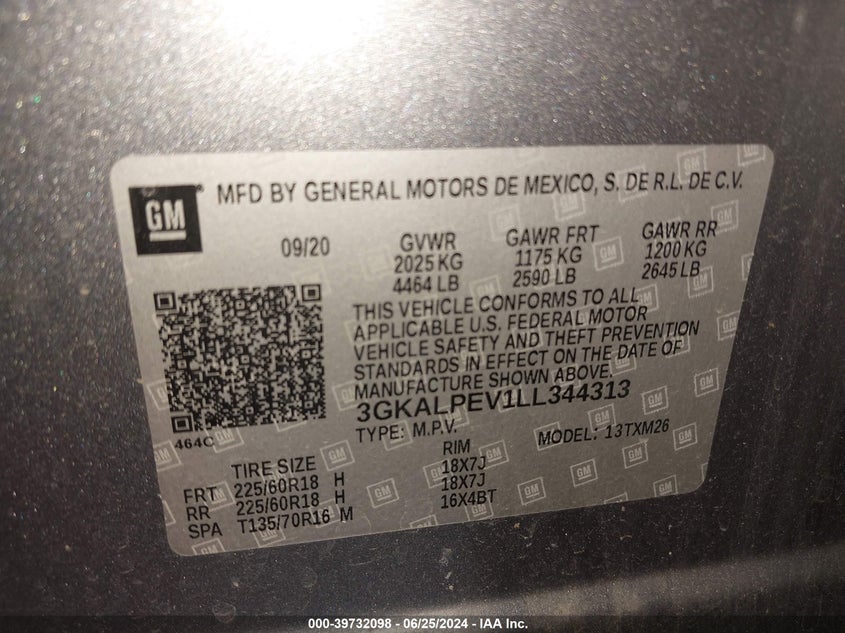 GM
MFD BY GENERAL MOTORS DE MEXICO, S. DE R.L. DE C.V.
09/20 GVWR GAWR FRT GAWR RR
2025 KG 1175 KG 1200 KG
4464 LB 2590 LB 2645 LB
THIS VEHICLE CONFORMS TO ALL
APPLICABLE U.S. FEDERAL MOTOR
VEHICLE SAFETY AND THEFT PREVENTION
STANDARDS IN EFFECT ON THE DATE OF
MANUFACTURE SHOWN ABOVE.
3GKALPEV1LL344313
464C
TYPE: M.P.V. MODEL: 13TXM26
TIRE SIZE RIM
FRT 225/60R18 H 18X7J
RR 225/60R18 H 18X7J
SPA T135/70R16 M 16X4BT
000-39732098 - 06/25/2024 - IAA Inc.